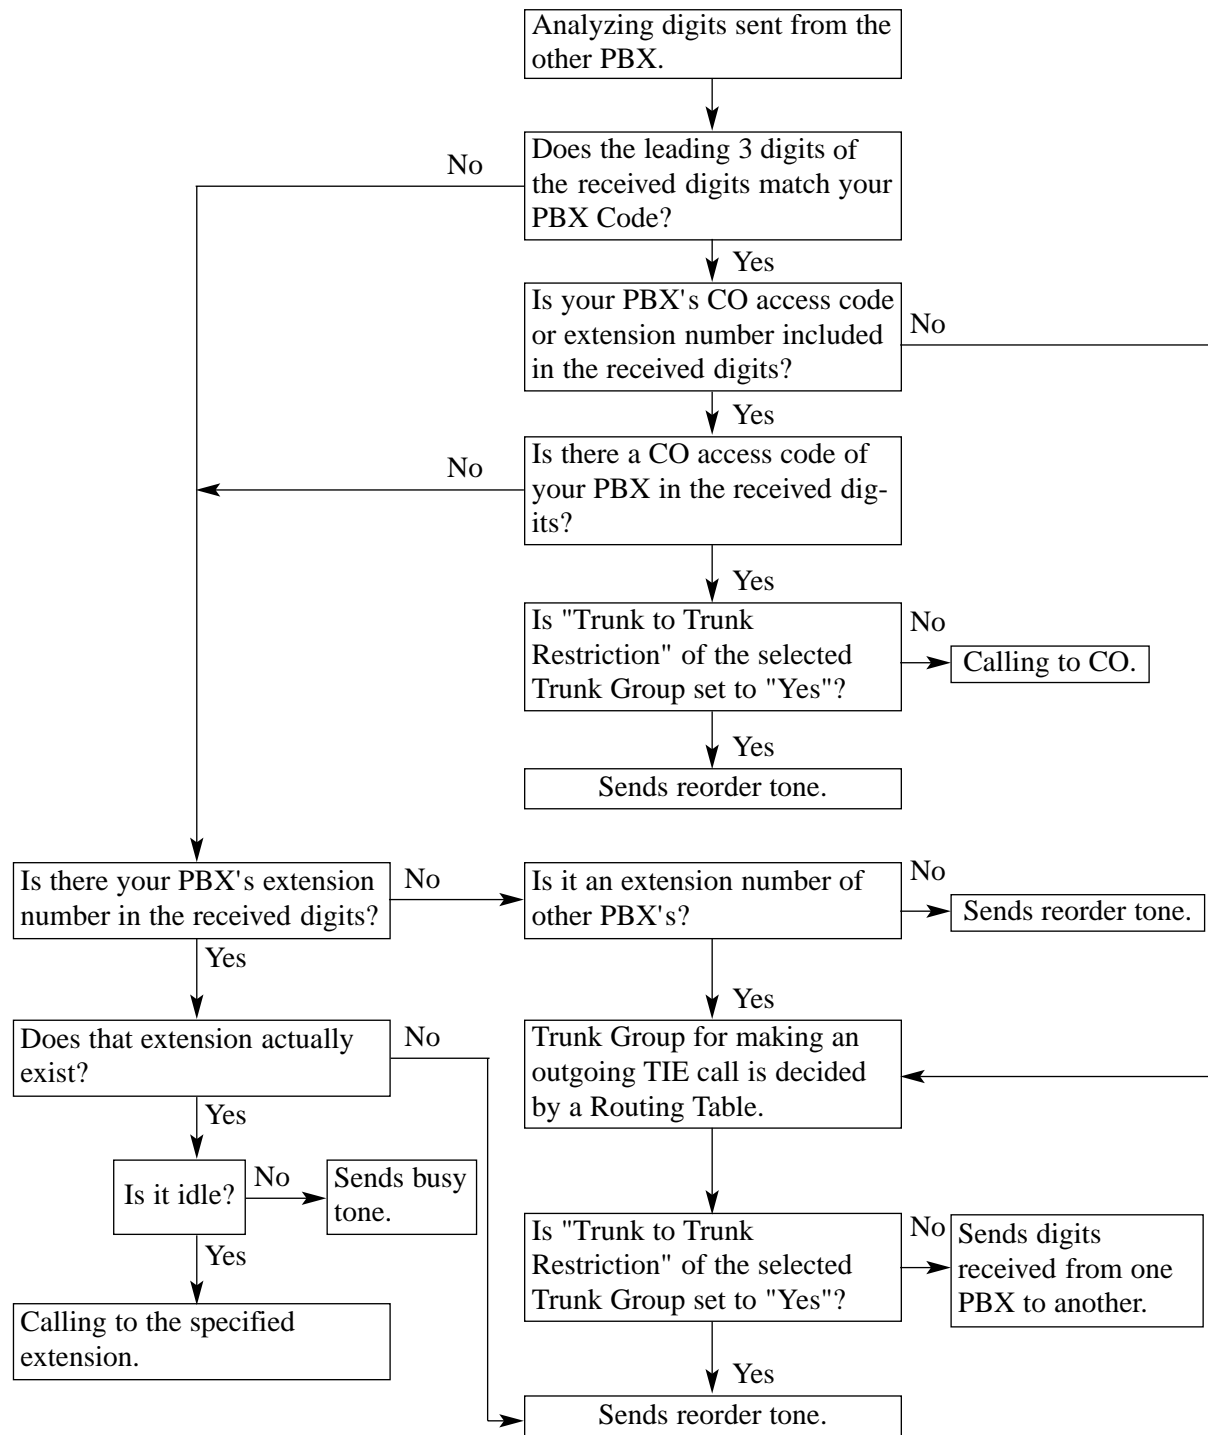 Analyzing digits sent from the
other PBX.
Does the leading 3 digits of
the received digits match your
PBX Code?
No
Yes
Is your PBX's CO access code
or extension number included
in the received digits?
No
Yes
Is there a CO access code of
your PBX in the received dig-
its?
No
Yes
Is "Trunk to Trunk
Restriction" of the selected
Trunk Group set to "Yes"?
No
Calling to CO.
Yes
Sends reorder tone.
Is there your PBX's extension
number in the received digits?
No
Is it an extension number of
other PBX's?
No
Sends reorder tone.
Yes
Yes
Does that extension actually
exist?
No
Trunk Group for making an
outgoing TIE call is decided
by a Routing Table.
Yes
Is it idle?
No
Sends busy
tone.
Is "Trunk to Trunk
Restriction" of the selected
Trunk Group set to "Yes"?
No
Sends digits
received from one
PBX to another.
Yes
Calling to the specified
extension.
Yes
Sends reorder tone.